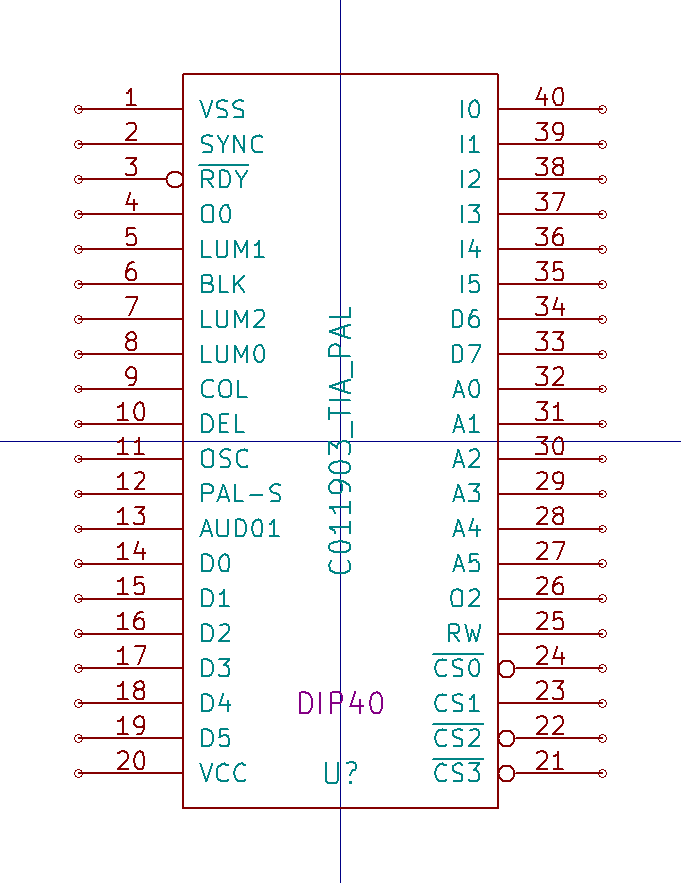 1 VSS I0 40
2 SYNC I1 39
3 RDY I2 38
4 O0 I3 37
5 LUM1 I4 36
6 BLK I5 35
7 LUM2 D6 34
8 LUM0 D7 33
9 COL A0 32
10 DEL A1 31
11 OSC A2 30
12 PAL-S A3 29
13 AUDO1 A4 28
14 D0 A5 27
15 D1 O2 26
16 D2 RW 25
17 D3 CS0 24
18 D4 CS1 23
19 D5 CS2 22
20 VCC CS3 21
C011903_TIA_PAL
DIP40
U?